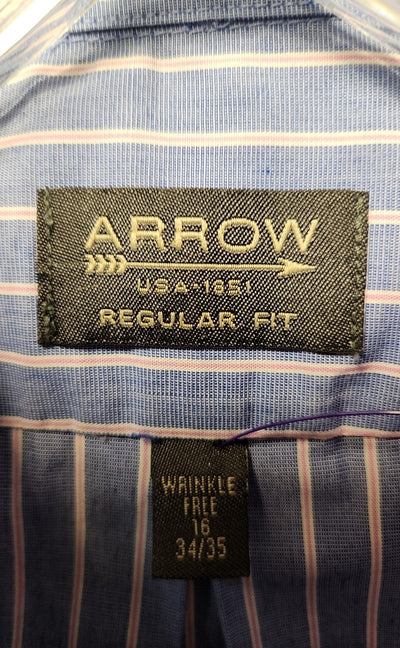 ARROW
USA-1851
REGULAR FIT
WRINKLE
FREE
16
34/35